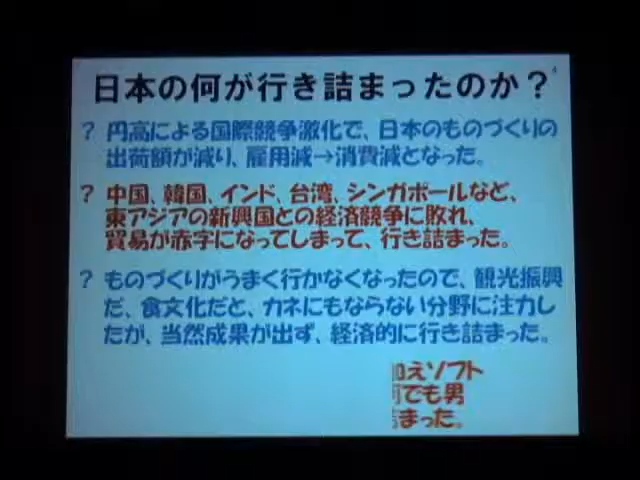 日本の何が行き詰まったのか?
? 円高による国際競争激化で、日本のものづくりの
出荷額が減り、雇用減→消費減となった。
? 中国、韓国、インド、台湾、シンガポールなど、
東アジアの新興国との経済競争に敗れ、
貿易が赤字になってしまって、行き詰まった。
? ものづくりがうまく行かなくなったので、観光振興
だ、食文化だと、カネにもならない分野に注力し
たが、当然成果が出ず、経済的に行き詰まった。
えソフト
でも男
まった。